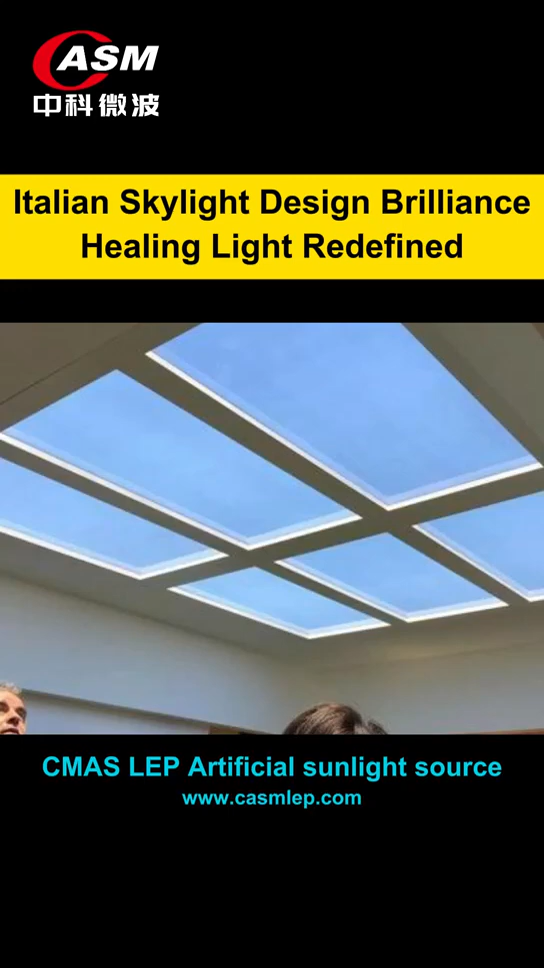 CASM
中科微波
Italian Skylight Design Brilliance
Healing Light Redefined
CMAS LEP Artificial sunlight source
www.casmlep.com